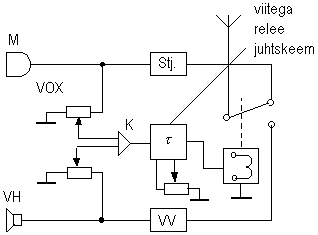 viitega
relee
juhtskeem
M
Stj.
VOX
K
τ
VH
VV